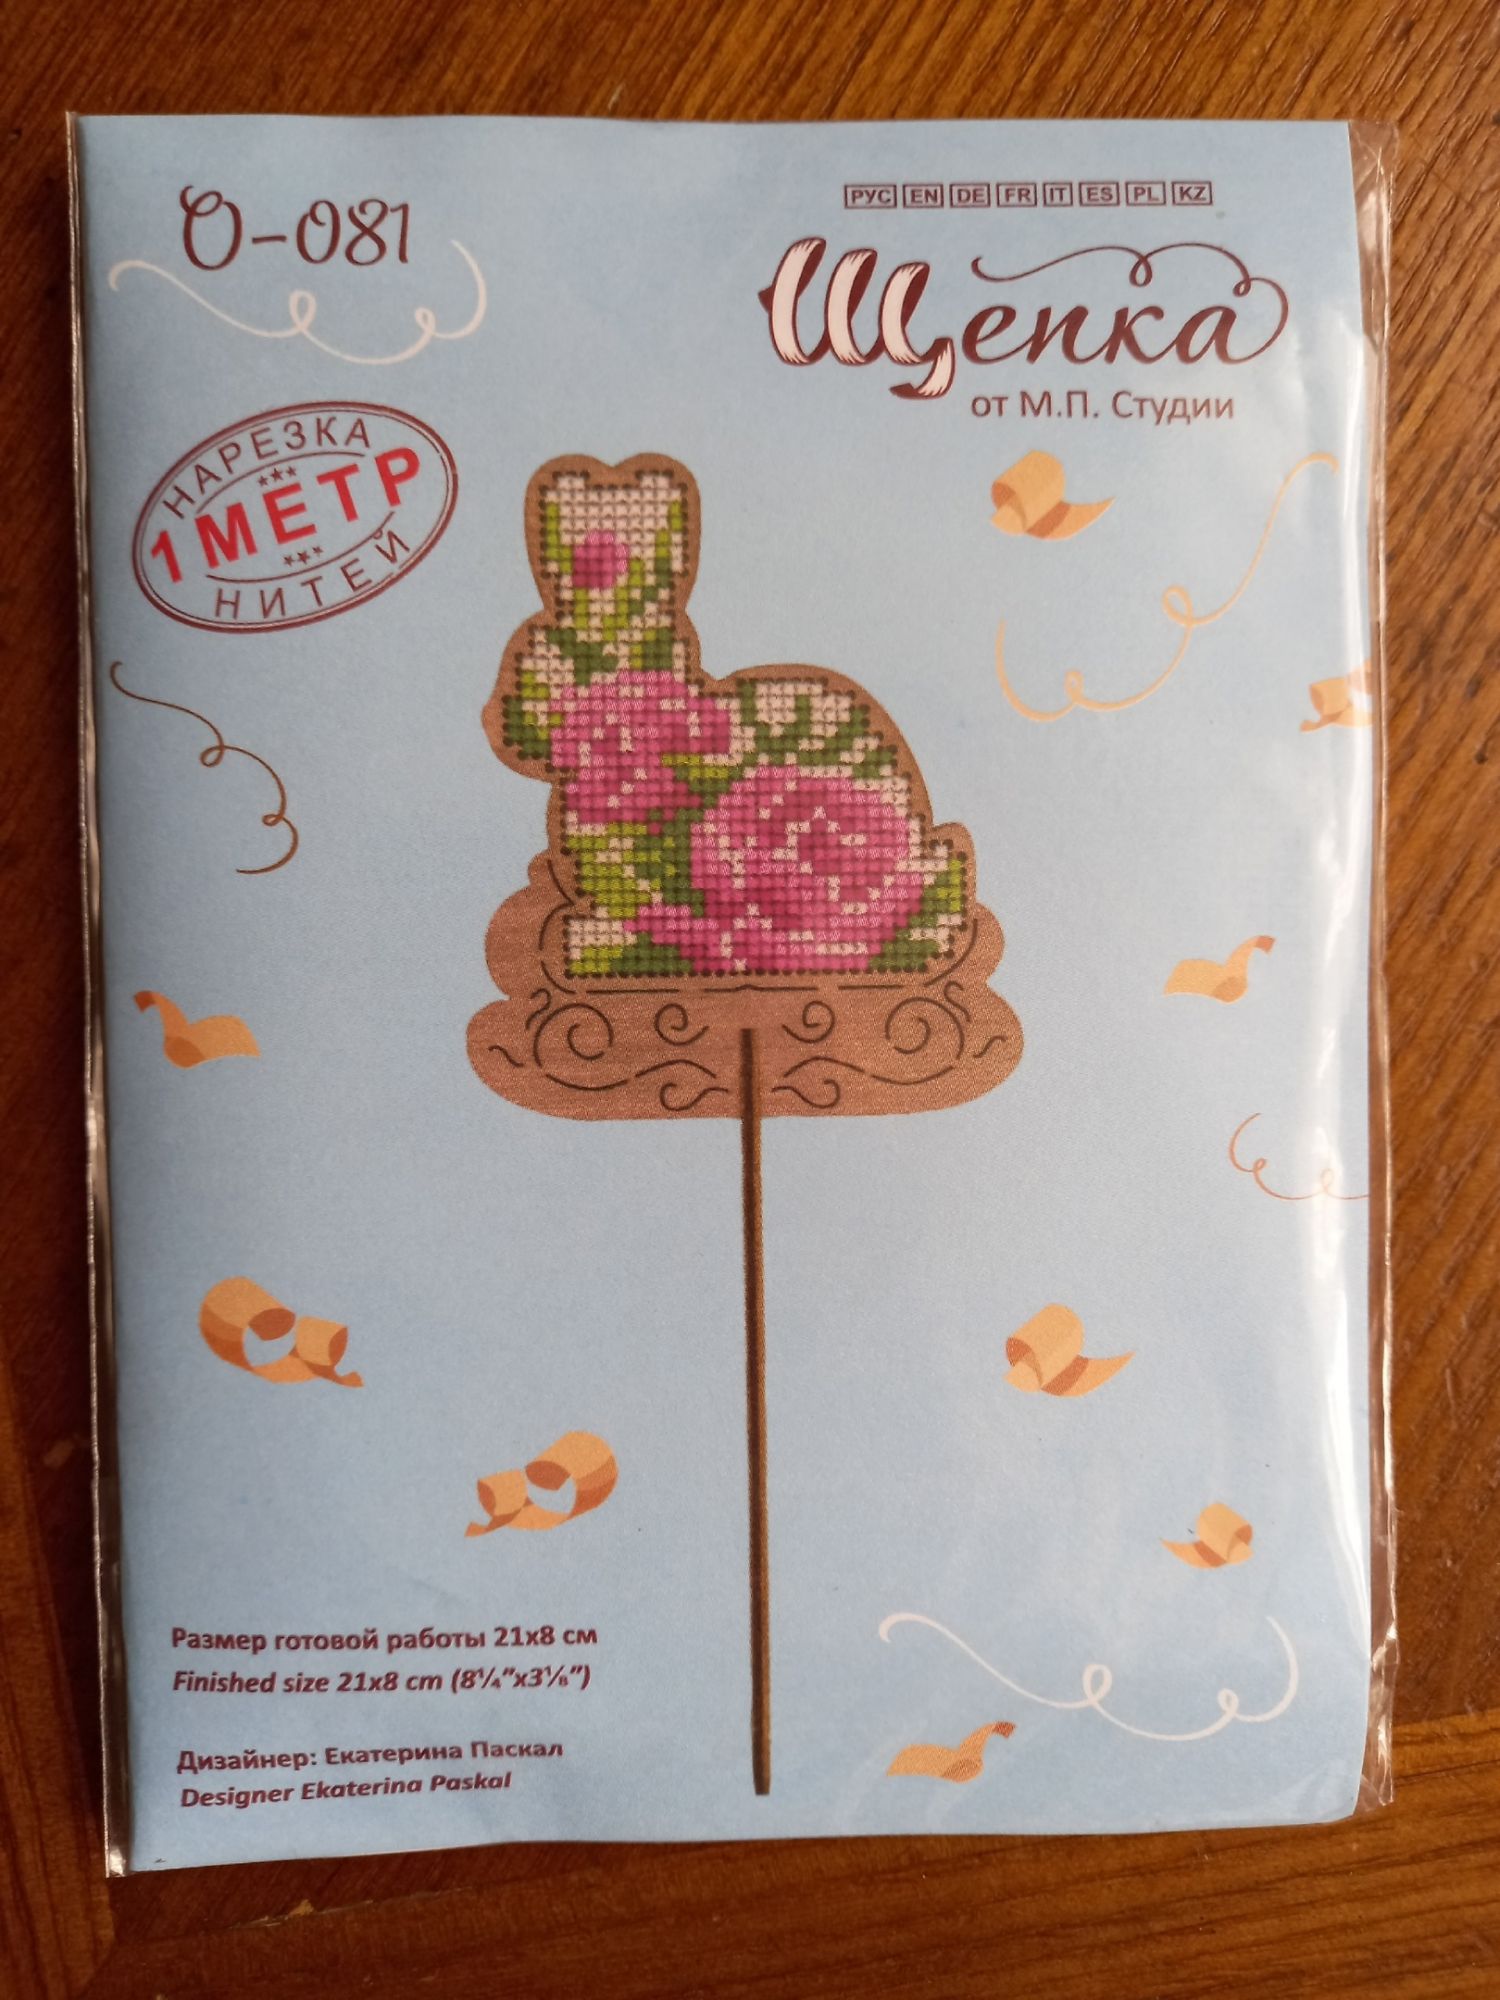 О-081
РУС EN DE FR IT ES PL KZ
Щепка
от М.П. Студии
НАРЕЗКА
1 МЕТР
НИТЕЙ
Размер готовой работы 21х8 см
Finished size 21x8 cm (8¼"x3⅛")
Дизайнер: Екатерина Паскал
Designer Ekaterina Paskal